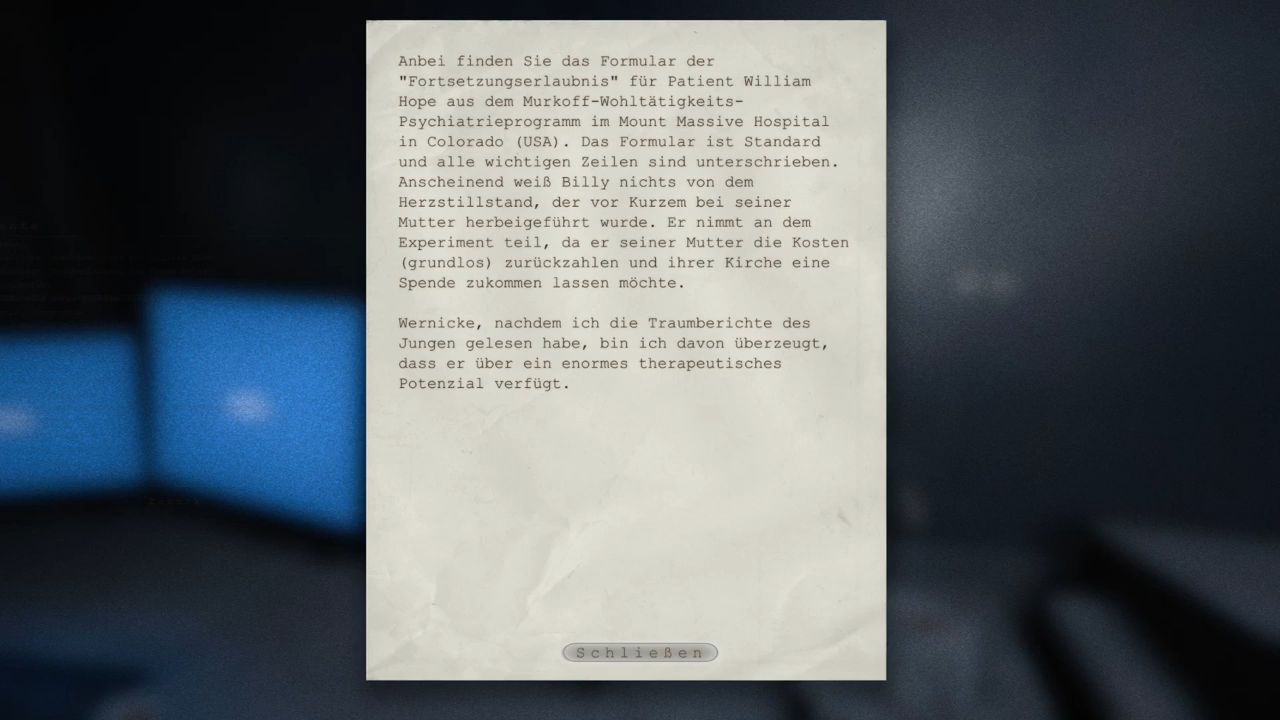 Anbei finden Sie das Formular der
"Fortsetzungserlaubnis" für Patient William
Hope aus dem Murkoff-Wohltätigkeits-
Psychiatrieprogramm im Mount Massive Hospital
in Colorado (USA). Das Formular ist Standard
und alle wichtigen Zeilen sind unterschrieben.
Anscheinend weiß Billy nichts von dem
Herzstillstand, der vor Kurzem bei seiner
Mutter herbeigeführt wurde. Er nimmt an dem
Experiment teil, da er seiner Mutter die Kosten
(grundlos) zurückzahlen und ihrer Kirche eine
Spende zukommen lassen möchte.
Wernicke, nachdem ich die Traumberichte des
Jungen gelesen habe, bin ich davon überzeugt,
dass er über ein enormes therapeutisches
Potenzial verfügt.
Schließen